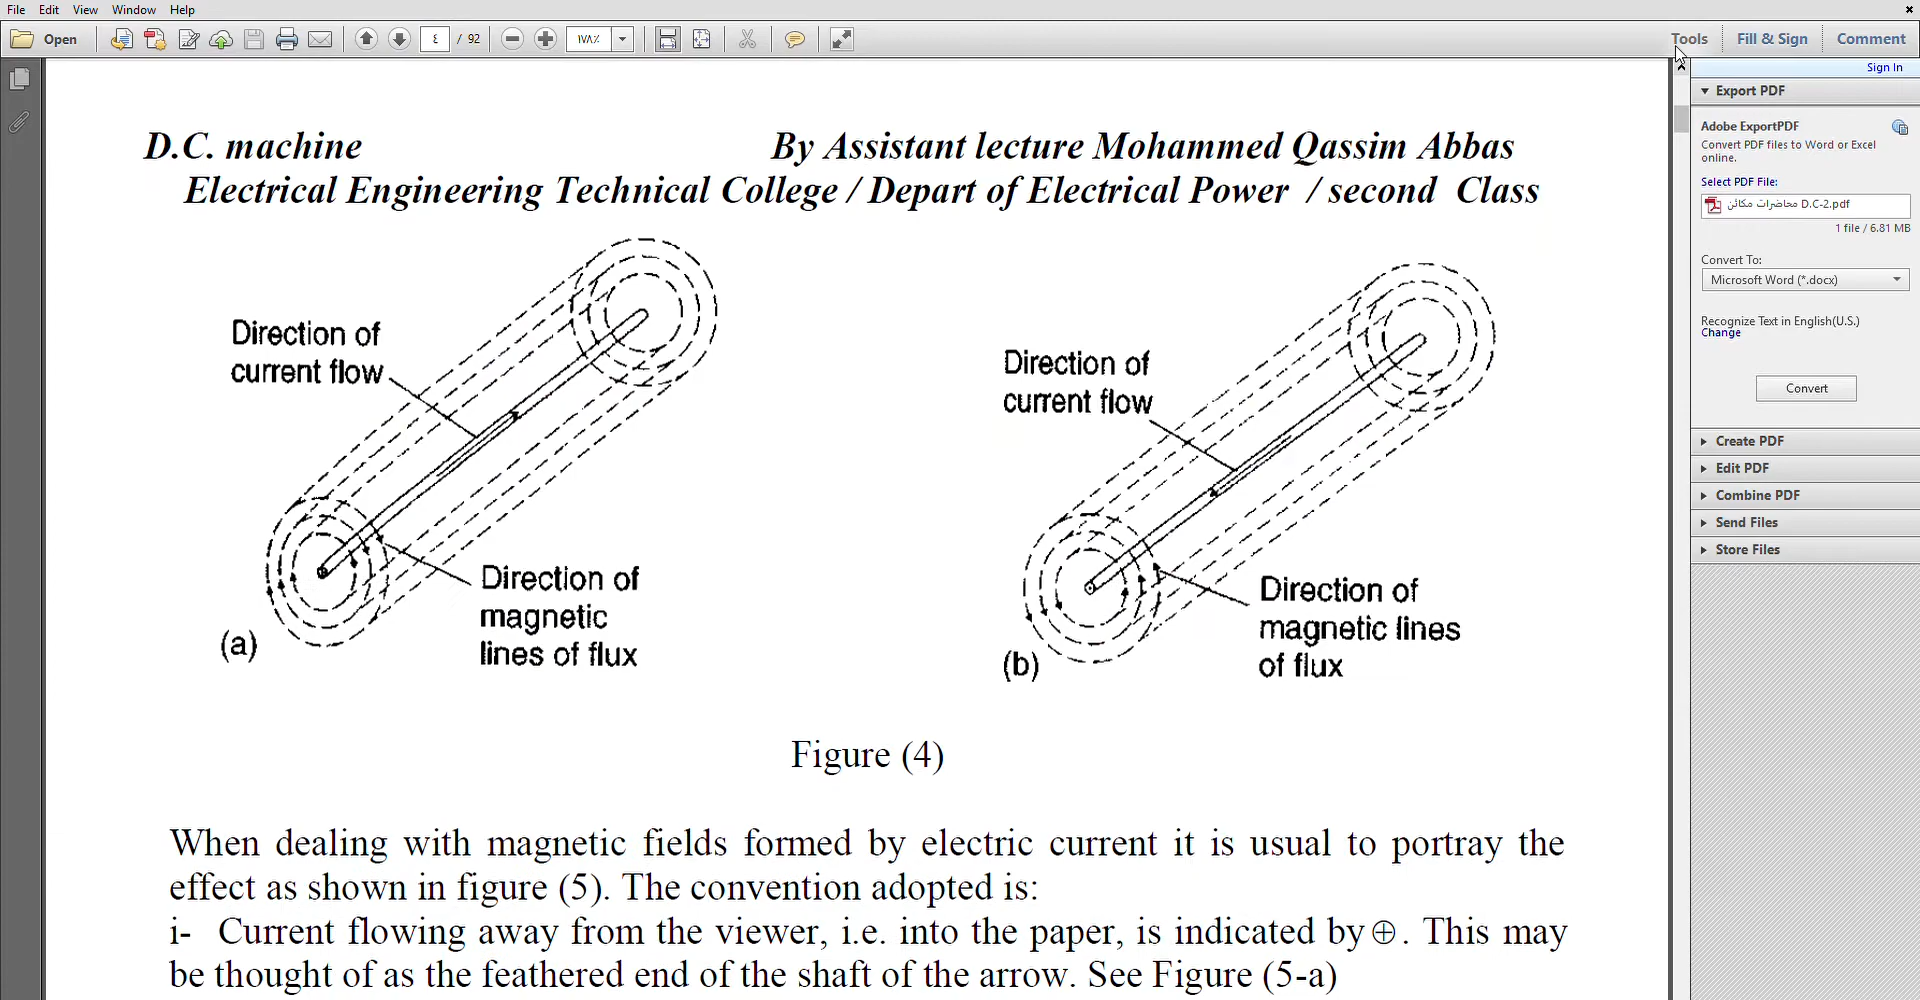 File Edit View Window Help
Open ٤ / 92 ١٧٨٪ Tools Fill & Sign Comment
Sign In
Export PDF
Adobe ExportPDF
Convert PDF files to Word or Excel
online.
Select PDF File:
محاضرات مكائن D.C-2.pdf
1 file / 6.81 MB
Convert To:
Microsoft Word (*.docx)
Recognize Text in English(U.S.)
Change
Convert
Create PDF
Edit PDF
Combine PDF
Send Files
Store Files
D.C. machine By Assistant lecture Mohammed Qassim Abbas
Electrical Engineering Technical College / Depart of Electrical Power / second Class
Direction of
current flow
Direction of
magnetic
lines of flux
(a)
Direction of
current flow
Direction of
magnetic lines
of flux
(b)
Figure (4)
When dealing with magnetic fields formed by electric current it is usual to portray the
effect as shown in figure (5). The convention adopted is:
i- Current flowing away from the viewer, i.e. into the paper, is indicated by ⊕. This may
be thought of as the feathered end of the shaft of the arrow. See Figure (5-a)